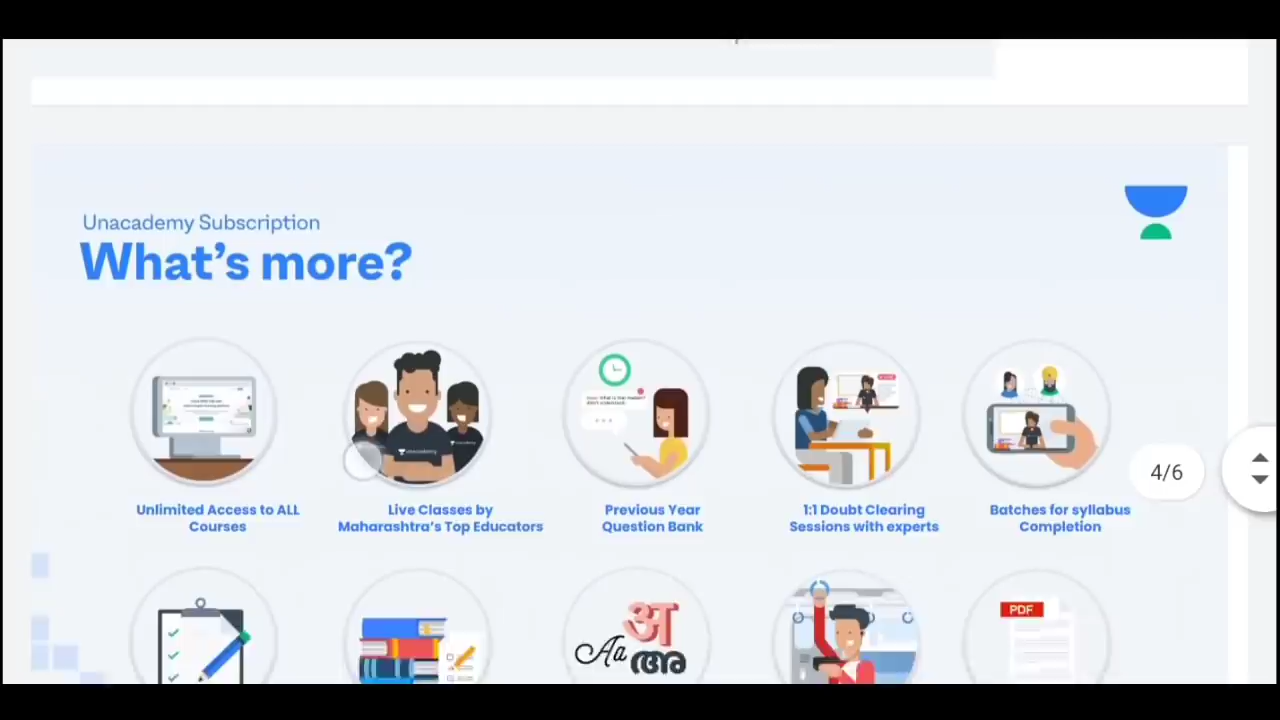 Unacademy Subscription
What's more?
Unlimited Access to ALL
Courses
Live Classes by
Maharashtra's Top Educators
Previous Year
Question Bank
1:1 Doubt Clearing
Sessions with experts
Batches for syllabus
Completion
4/6
unacademy
अ
Aa
PDF